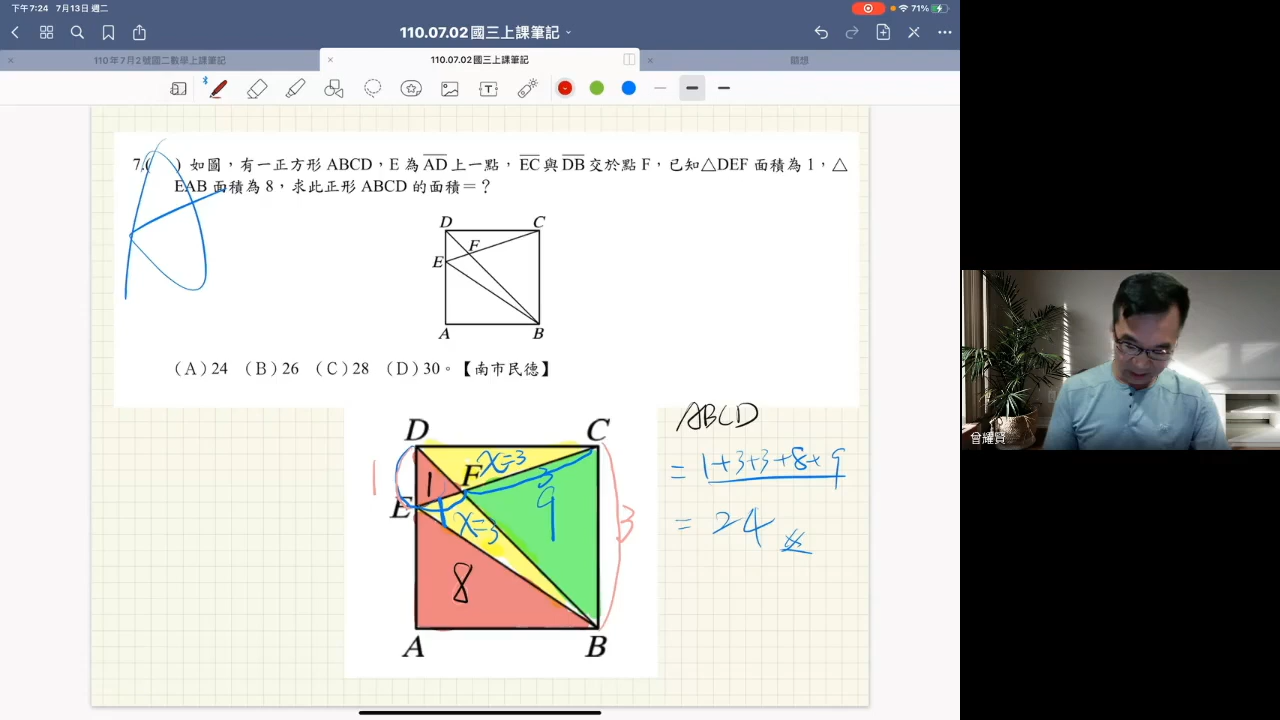 下午7:24 7月13日 週二
71%
110.07.02國三上課筆記
110年7月2號國二數學上課筆記
110.07.02國三上課筆記
T
A
7.( ) 如圖，有一正方形 ABCD，E 為 AD 上一點，EC 與 DB 交於點 F，已知△DEF 面積為 1，△
EAB 面積為 8，求此正形 ABCD 的面積＝？
D C
F
E
A B
(A) 24 (B) 26 (C) 28 (D) 30。【南市民德】
ABCD
= 1+3+3+8+9
= 24
D C
x=3
1 F 3
1
E 1 x=3 9 3
8
A B
曾耀賢